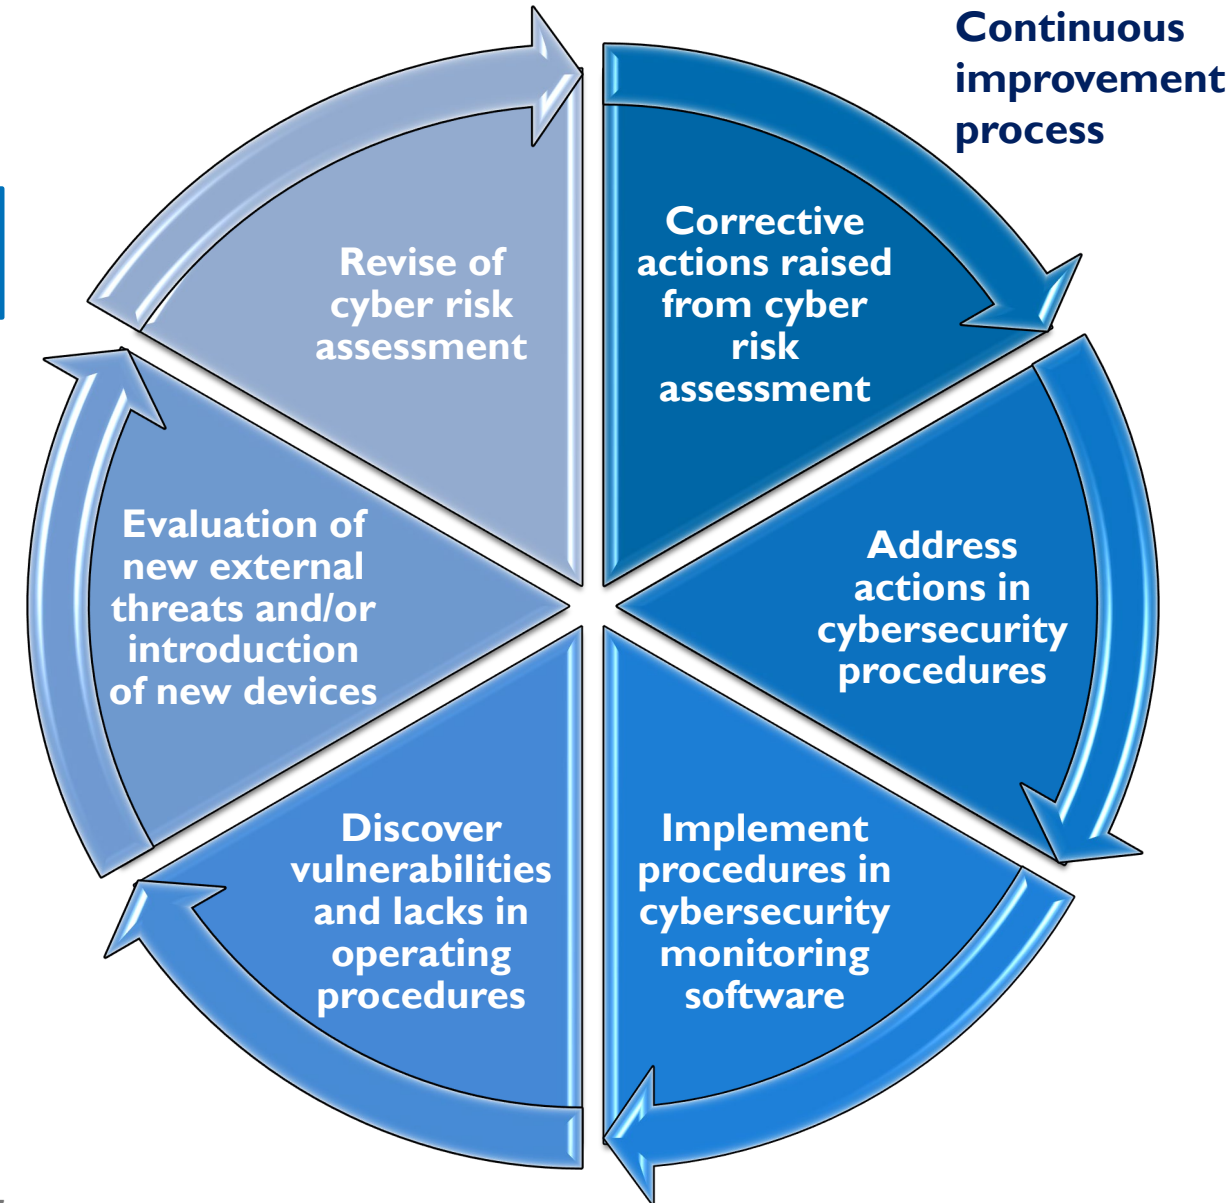 Continuous
improvement
process
Corrective
actions raised
from cyber
risk
assessment
Address
actions in
cybersecurity
procedures
Implement
procedures in
cybersecurity
monitoring
software
Discover
vulnerabilities
and lacks in
operating
procedures
Evaluation of
new external
threats and/or
introduction
of new devices
Revise of
cyber risk
assessment